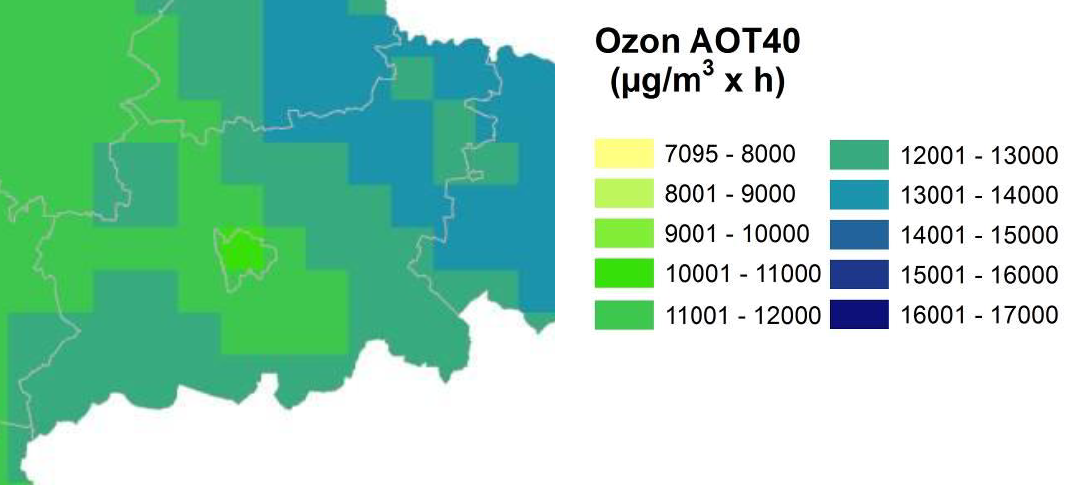 Ozon AOT40
(µg/m³ x h)
7095 - 8000
8001 - 9000
9001 - 10000
10001 - 11000
11001 - 12000
12001 - 13000
13001 - 14000
14001 - 15000
15001 - 16000
16001 - 17000